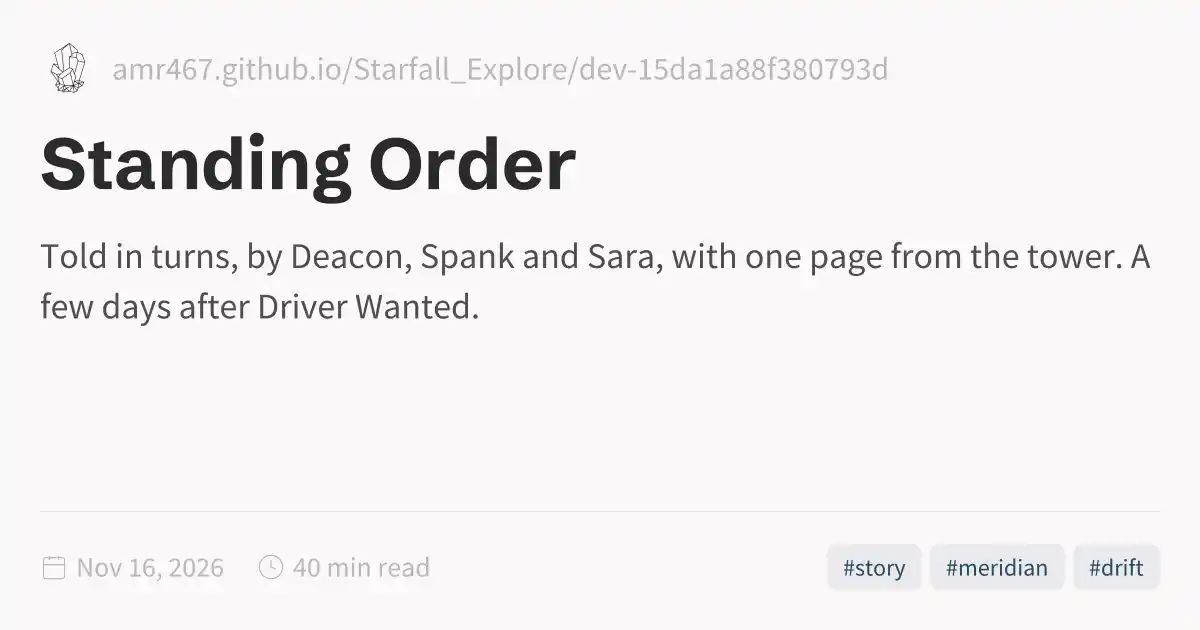 amr467.github.io/Starfall_Explore/dev-15da1a88f380793d
Standing Order
Told in turns, by Deacon, Spank and Sara, with one page from the tower. A
few days after Driver Wanted.
Nov 16, 2026
40 min read
#story
#meridian
#drift